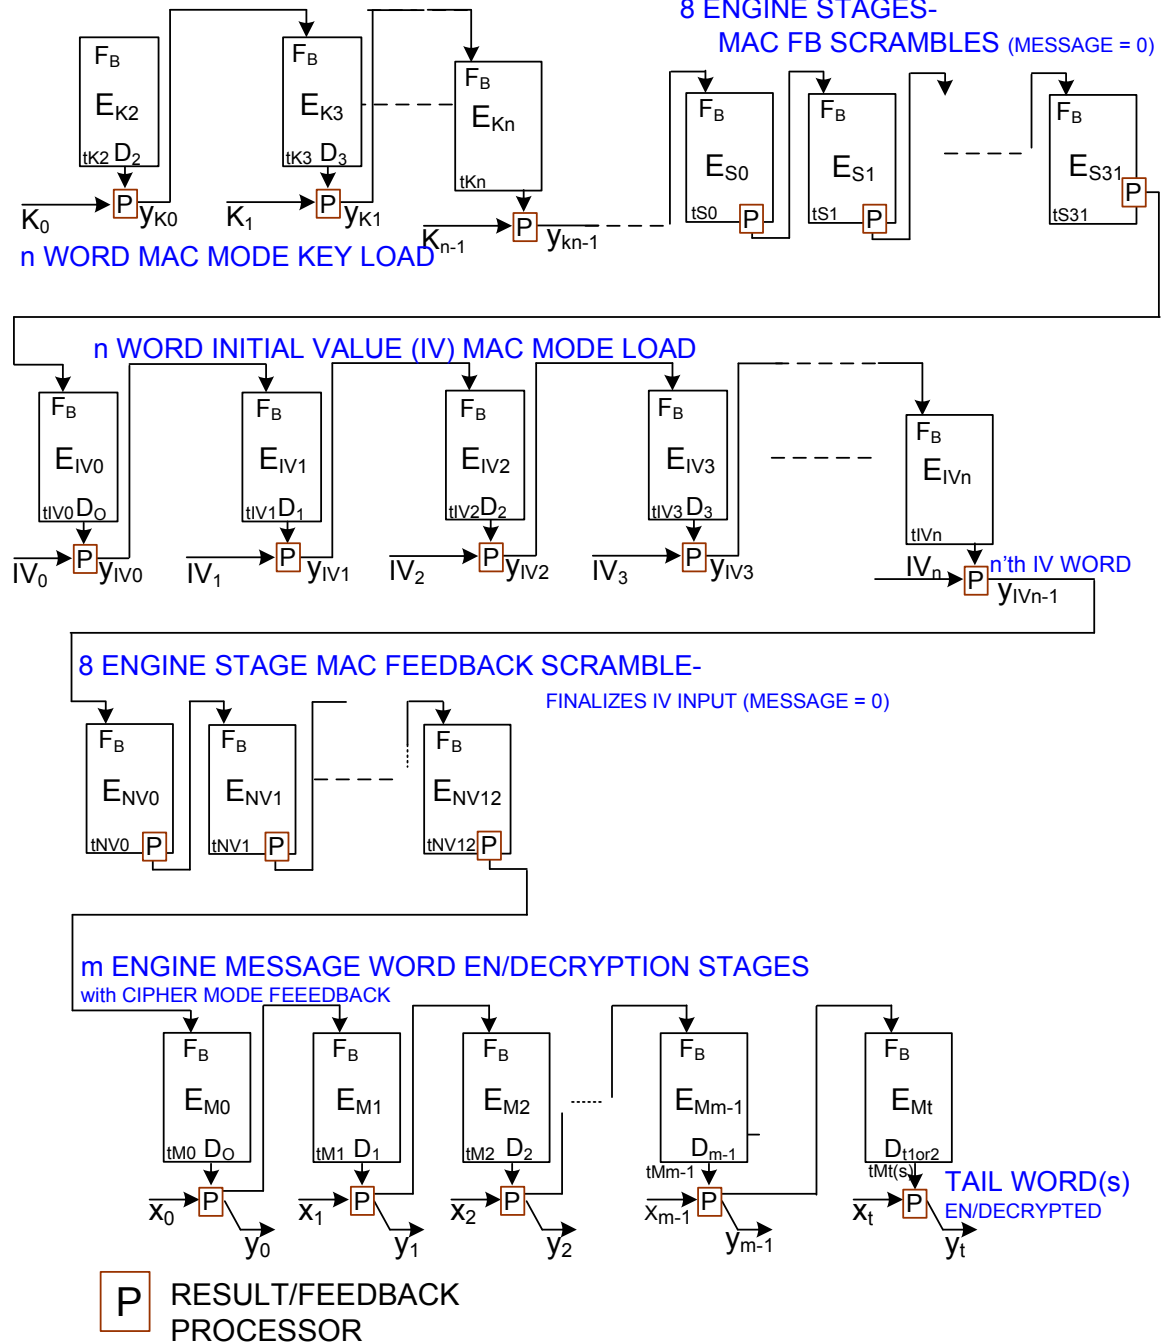 8 ENGINE STAGES-
MAC FB SCRAMBLES (MESSAGE = 0)
FB FB FB FB FB FB
EK2 EK3 EKn ES0 ES1 ES31
tK2 D2 tK3 D3 tKn tS0 P tS1 P tS31 P
K0 P yK0 K1 P yK1 Kn-1 P ykn-1
n WORD MAC MODE KEY LOAD
n WORD INITIAL VALUE (IV) MAC MODE LOAD
FB FB FB FB FB
EIV0 EIV1 EIV2 EIV3 EIVn
tIV0 DO tIV1 D1 tIV2 D2 tIV3 D3 tIVn
IV0 P yIV0 IV1 P yIV1 IV2 P yIV2 IV3 P yIV3 IVn P yIVn-1
n'th IV WORD
8 ENGINE STAGE MAC FEEDBACK SCRAMBLE-
FINALIZES IV INPUT (MESSAGE = 0)
FB FB FB
ENV0 ENV1 ENV12
tNV0 P tNV1 P tNV12 P
m ENGINE MESSAGE WORD EN/DECRYPTION STAGES
with CIPHER MODE FEEEDBACK
FB FB FB FB FB
EM0 EM1 EM2 EMm-1 EMt
tM0 DO tM1 D1 tM2 D2 tMm-1 Dm-1 tMt(s) Dt1or2
x0 P y0 x1 P y1 x2 P y2 xm-1 P ym-1 xt P yt
TAIL WORD(s)
EN/DECRYPTED
P RESULT/FEEDBACK
PROCESSOR